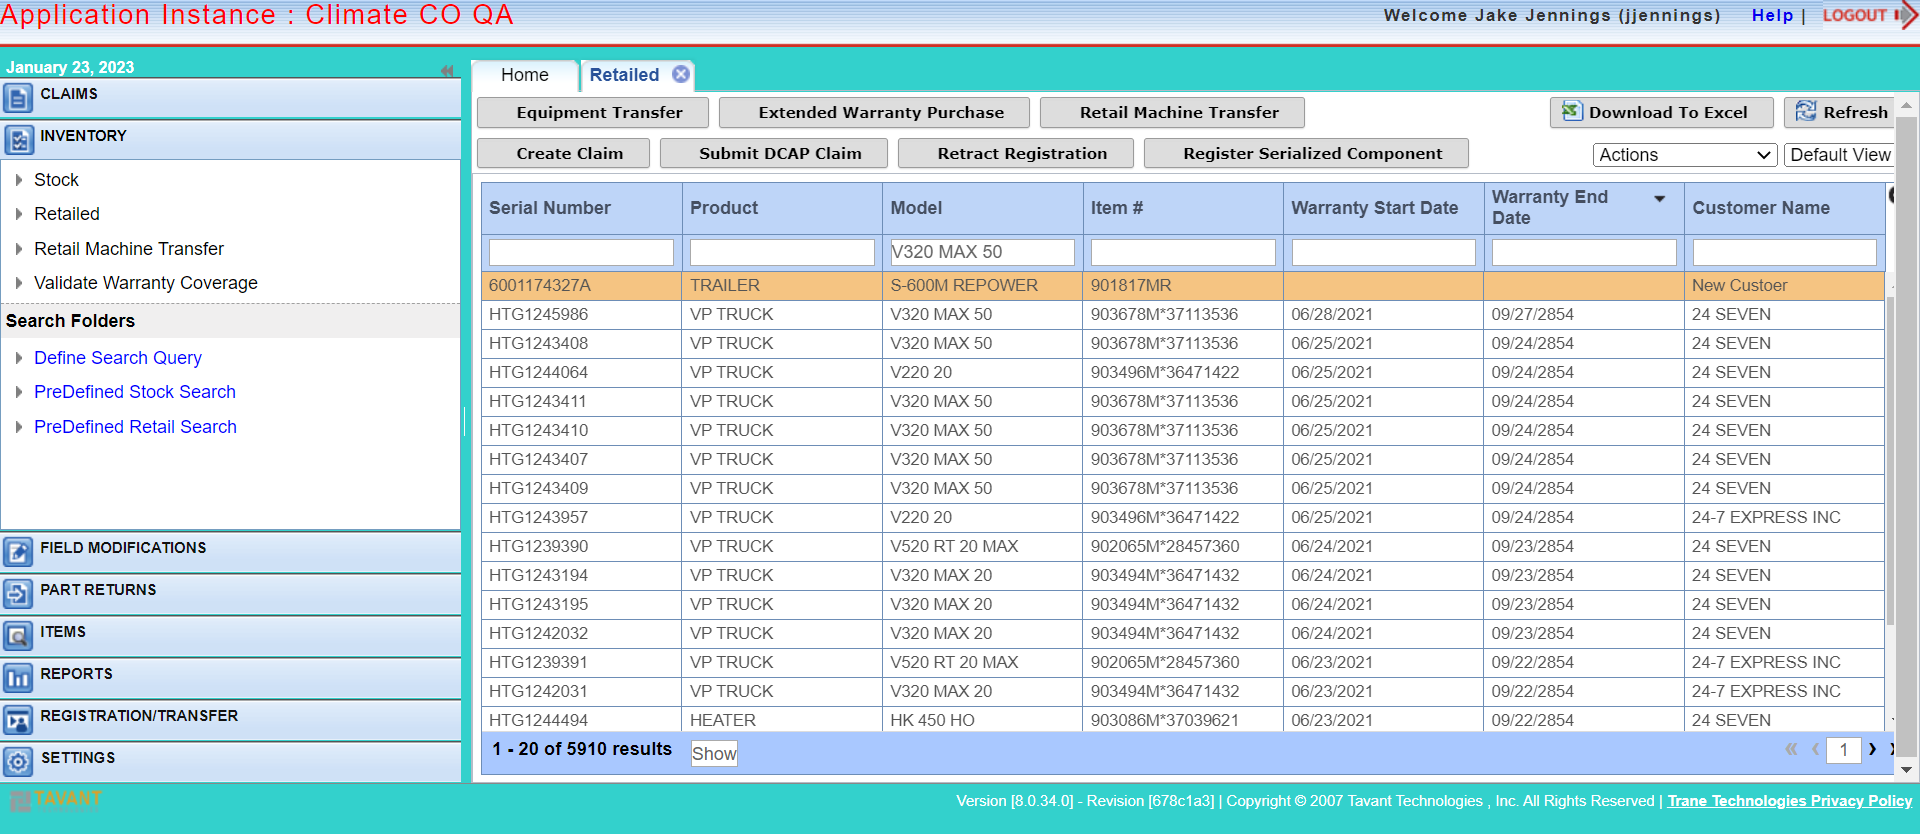 Application Instance : Climate CO QA
Welcome Jake Jennings (jjennings) Help | LOGOUT
January 23, 2023
CLAIMS
INVENTORY
Stock
Retailed
Retail Machine Transfer
Validate Warranty Coverage
Search Folders
Define Search Query
PreDefined Stock Search
PreDefined Retail Search
FIELD MODIFICATIONS
PART RETURNS
ITEMS
REPORTS
REGISTRATION/TRANSFER
SETTINGS
Home Retailed
Equipment Transfer Extended Warranty Purchase Retail Machine Transfer Download To Excel Refresh
Create Claim Submit DCAP Claim Retract Registration Register Serialized Component Actions Default View
Serial Number Product Model Item # Warranty Start Date Warranty End Date Customer Name
V320 MAX 50
6001174327A TRAILER S-600M REPOWER 901817MR New Custoer
HTG1245986 VP TRUCK V320 MAX 50 903678M*37113536 06/28/2021 09/27/2854 24 SEVEN
HTG1243408 VP TRUCK V320 MAX 50 903678M*37113536 06/25/2021 09/24/2854 24 SEVEN
HTG1244064 VP TRUCK V220 20 903496M*36471422 06/25/2021 09/24/2854 24 SEVEN
HTG1243411 VP TRUCK V320 MAX 50 903678M*37113536 06/25/2021 09/24/2854 24 SEVEN
HTG1243410 VP TRUCK V320 MAX 50 903678M*37113536 06/25/2021 09/24/2854 24 SEVEN
HTG1243407 VP TRUCK V320 MAX 50 903678M*37113536 06/25/2021 09/24/2854 24 SEVEN
HTG1243409 VP TRUCK V320 MAX 50 903678M*37113536 06/25/2021 09/24/2854 24 SEVEN
HTG1243957 VP TRUCK V220 20 903496M*36471422 06/25/2021 09/24/2854 24-7 EXPRESS INC
HTG1239390 VP TRUCK V520 RT 20 MAX 902065M*28457360 06/24/2021 09/23/2854 24 SEVEN
HTG1243194 VP TRUCK V320 MAX 20 903494M*36471432 06/24/2021 09/23/2854 24 SEVEN
HTG1243195 VP TRUCK V320 MAX 20 903494M*36471432 06/24/2021 09/23/2854 24 SEVEN
HTG1242032 VP TRUCK V320 MAX 20 903494M*36471432 06/24/2021 09/23/2854 24 SEVEN
HTG1239391 VP TRUCK V520 RT 20 MAX 902065M*28457360 06/23/2021 09/22/2854 24-7 EXPRESS INC
HTG1242031 VP TRUCK V320 MAX 20 903494M*36471432 06/23/2021 09/22/2854 24-7 EXPRESS INC
HTG1244494 HEATER HK 450 HO 903086M*37039621 06/23/2021 09/22/2854 24 SEVEN
1 - 20 of 5910 results Show 1
TAVANT
Version [8.0.34.0] - Revision [678c1a3] | Copyright © 2007 Tavant Technologies , Inc. All Rights Reserved | Trane Technologies Privacy Policy